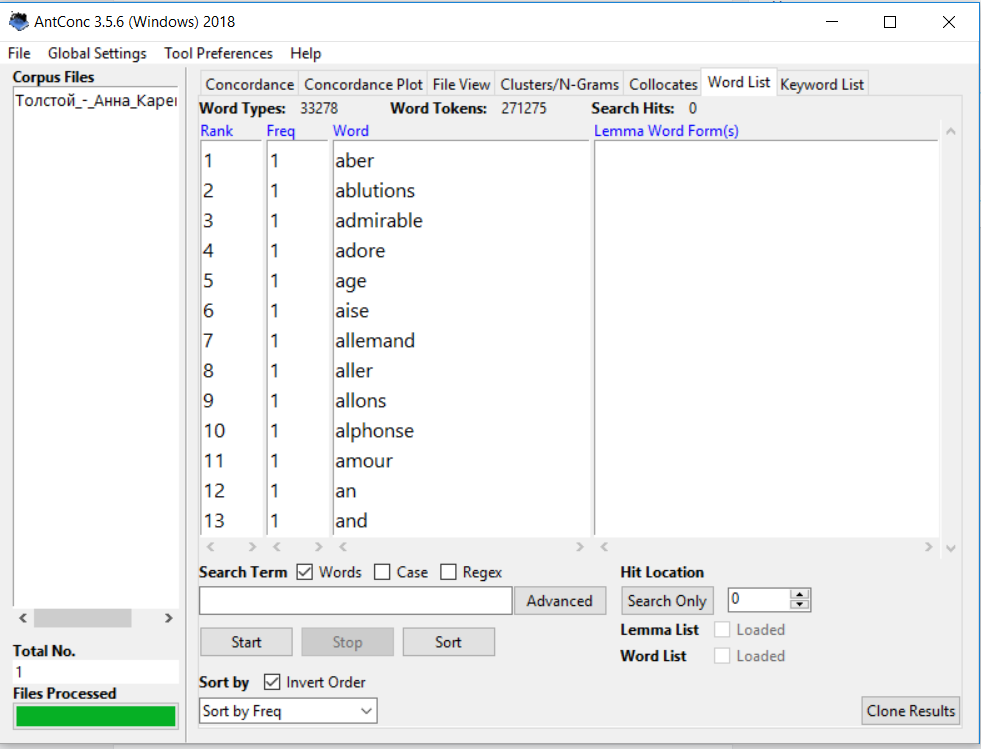 AntConc 3.5.6 (Windows) 2018
File Global Settings Tool Preferences Help
Corpus Files
Толстой_-_Анна_Каре
Concordance Concordance Plot File View Clusters/N-Grams Collocates Word List Keyword List
Word Types: 33278 Word Tokens: 271275 Search Hits: 0
Rank Freq Word Lemma Word Form(s)
1 1 aber
2 1 ablutions
3 1 admirable
4 1 adore
5 1 age
6 1 aise
7 1 allemand
8 1 aller
9 1 allons
10 1 alphonse
11 1 amour
12 1 an
13 1 and
Search Term Words Case Regex Hit Location
Advanced Search Only 0
Start Stop Sort Lemma List Loaded
Word List Loaded
Total No.
1
Files Processed
Sort by Invert Order
Sort by Freq Clone Results